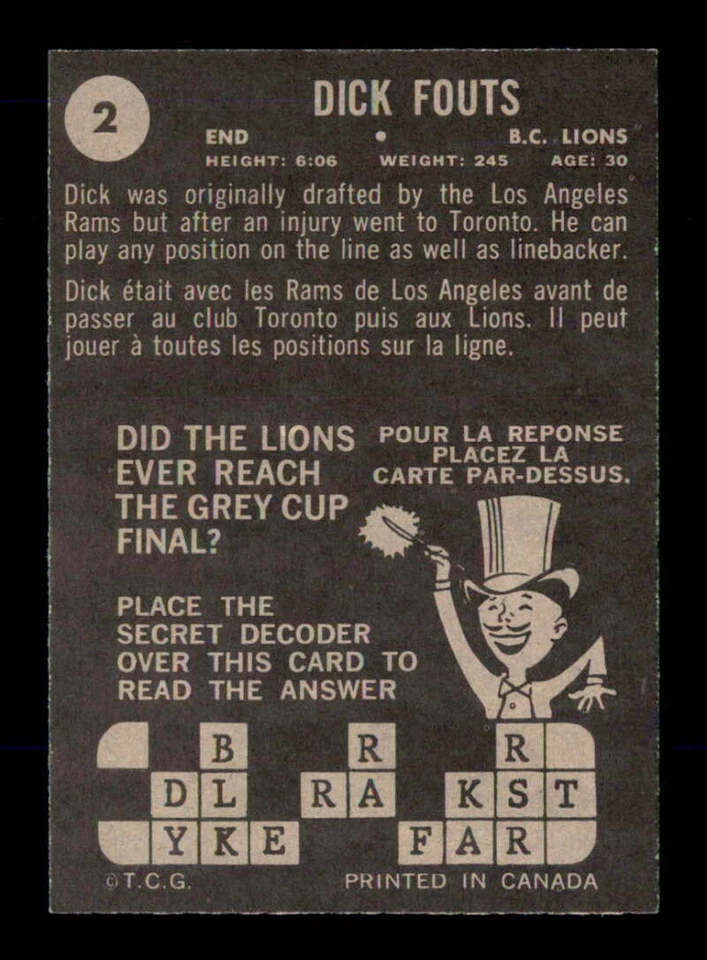 2
DICK FOUTS
END • B.C. LIONS
HEIGHT: 6:06 WEIGHT: 245 AGE: 30
Dick was originally drafted by the Los Angeles
Rams but after an injury went to Toronto. He can
play any position on the line as well as linebacker.
Dick était avec les Rams de Los Angeles avant de
passer au club Toronto puis aux Lions. Il peut
jouer à toutes les positions sur la ligne.
DID THE LIONS
EVER REACH
THE GREY CUP
FINAL?
POUR LA REPONSE
PLACEZ LA
CARTE PAR-DESSUS.
PLACE THE
SECRET DECODER
OVER THIS CARD TO
READ THE ANSWER
B R R
D L R A K S T
Y K E F A R
© T.C.G. PRINTED IN CANADA